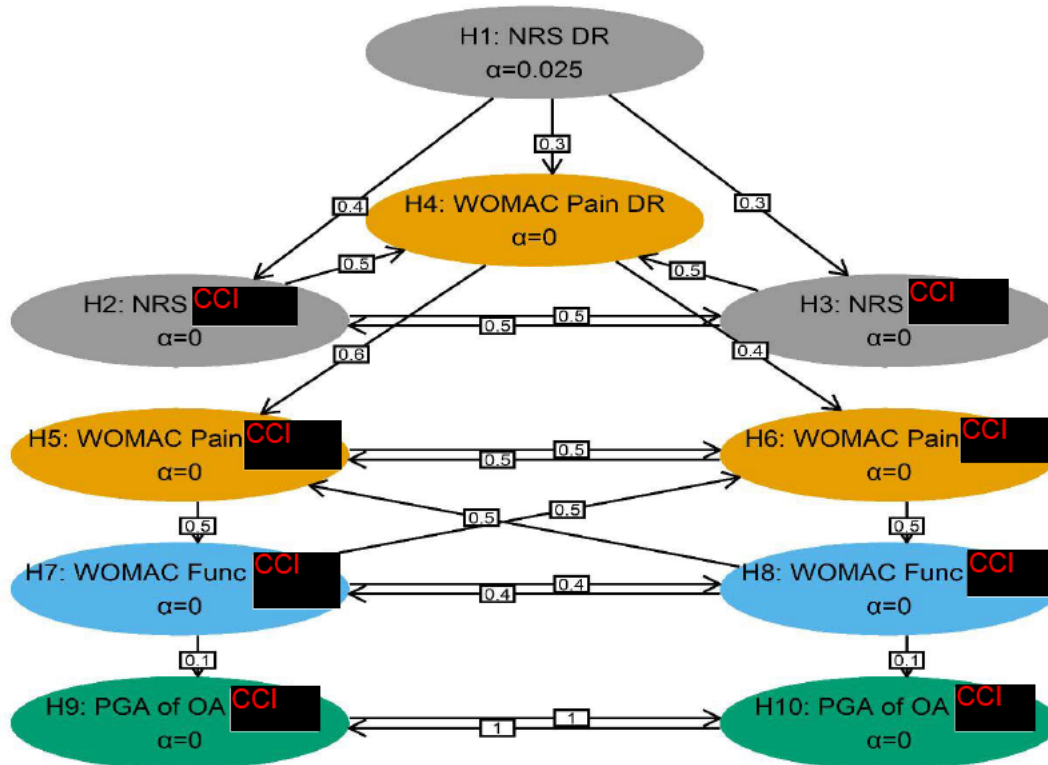 H1: NRS DR
α=0.025
0.3
0.4
0.3
H4: WOMAC Pain DR
α=0
0.5
0.5
H2: NRS CCI
α=0
H3: NRS CCI
α=0
0.5
0.5
0.6
0.4
H5: WOMAC Pain CCI
α=0
H6: WOMAC Pain CCI
α=0
0.5
0.5
0.5
0.5
0.5
0.5
H7: WOMAC Func CCI
α=0
H8: WOMAC Func CCI
α=0
0.4
0.4
0.1
0.1
H9: PGA of OA CCI
α=0
H10: PGA of OA CCI
α=0
1
1